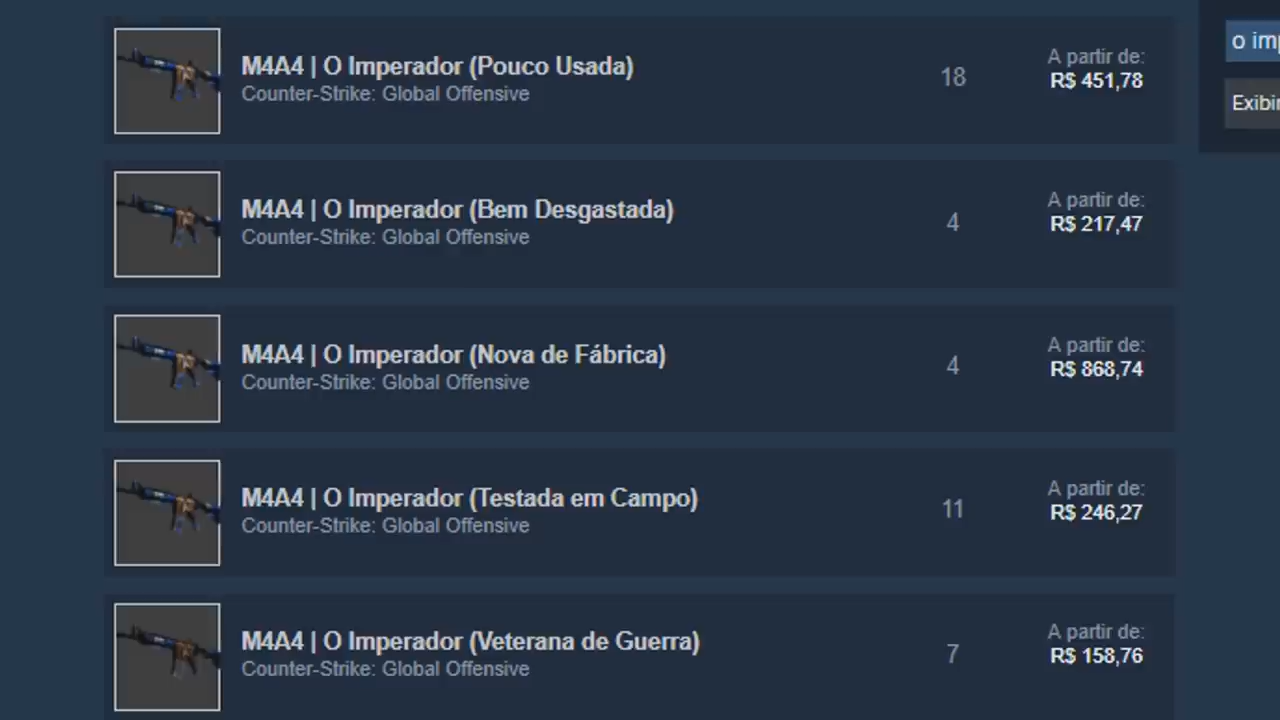 M4A4 | O Imperador (Pouco Usada)
Counter-Strike: Global Offensive
18
A partir de:
R$ 451,78
M4A4 | O Imperador (Bem Desgastada)
Counter-Strike: Global Offensive
4
A partir de:
R$ 217,47
M4A4 | O Imperador (Nova de Fábrica)
Counter-Strike: Global Offensive
4
A partir de:
R$ 868,74
M4A4 | O Imperador (Testada em Campo)
Counter-Strike: Global Offensive
11
A partir de:
R$ 246,27
M4A4 | O Imperador (Veterana de Guerra)
Counter-Strike: Global Offensive
7
A partir de:
R$ 158,76
o imp
Exibir